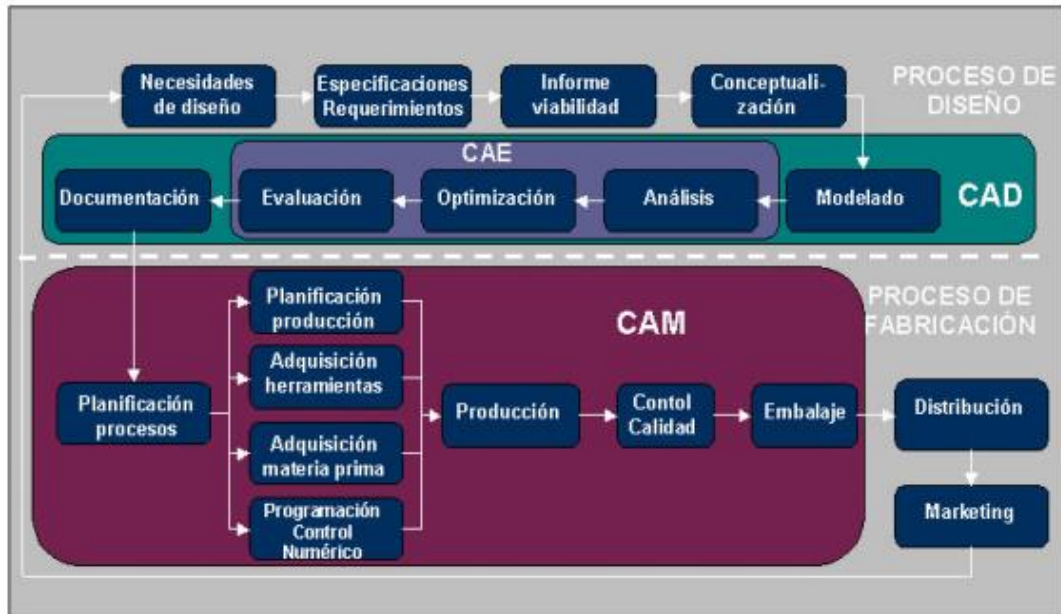 Necesidades
de diseño
Especificaciones
Requerimientos
Informe
viabilidad
Conceptuali-
zación
PROCESO DE
DISEÑO
CAE
Documentación
Evaluación
Optimización
Análisis
Modelado
CAD
Planificación
producción
CAM
PROCESO DE
FABRICACIÓN
Adquisición
herramientas
Planificación
procesos
Producción
Contol
Calidad
Embalaje
Distribución
Adquisición
materia prima
Programación
Control
Numérico
Marketing